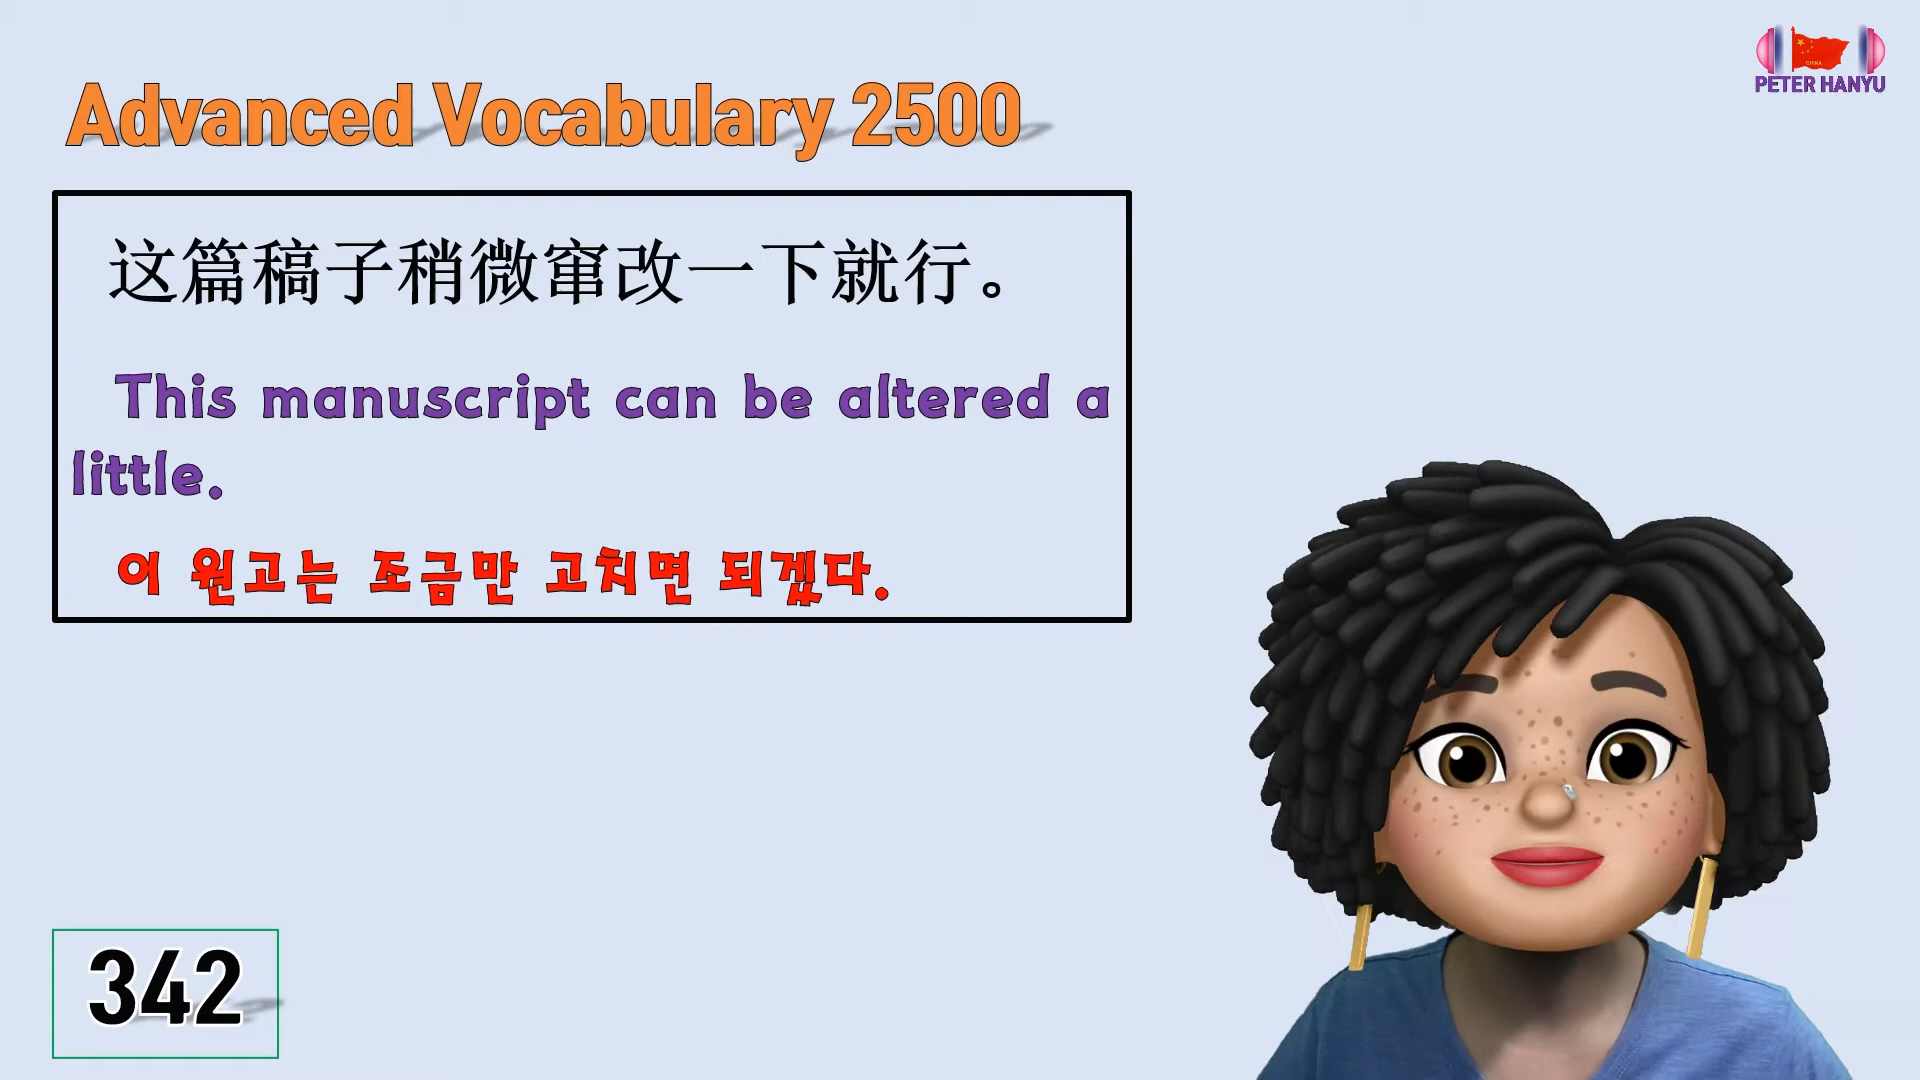 PETER HANYU
Advanced Vocabulary 2500
这篇稿子稍微窜改一下就行。
This manuscript can be altered a
little.
이 원고는 조금만 고치면 되겠다.
342